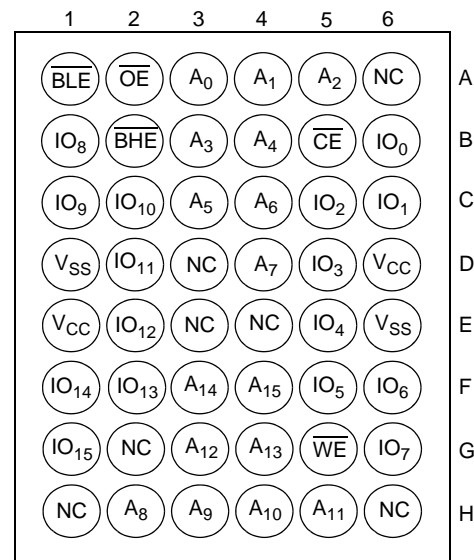 1 2 3 4 5 6
BLE OE A0 A1 A2 NC A
IO8 BHE A3 A4 CE IO0 B
IO9 IO10 A5 A6 IO2 IO1 C
VSS IO11 NC A7 IO3 VCC D
VCC IO12 NC NC IO4 VSS E
IO14 IO13 A14 A15 IO5 IO6 F
IO15 NC A12 A13 WE IO7 G
NC A8 A9 A10 A11 NC H